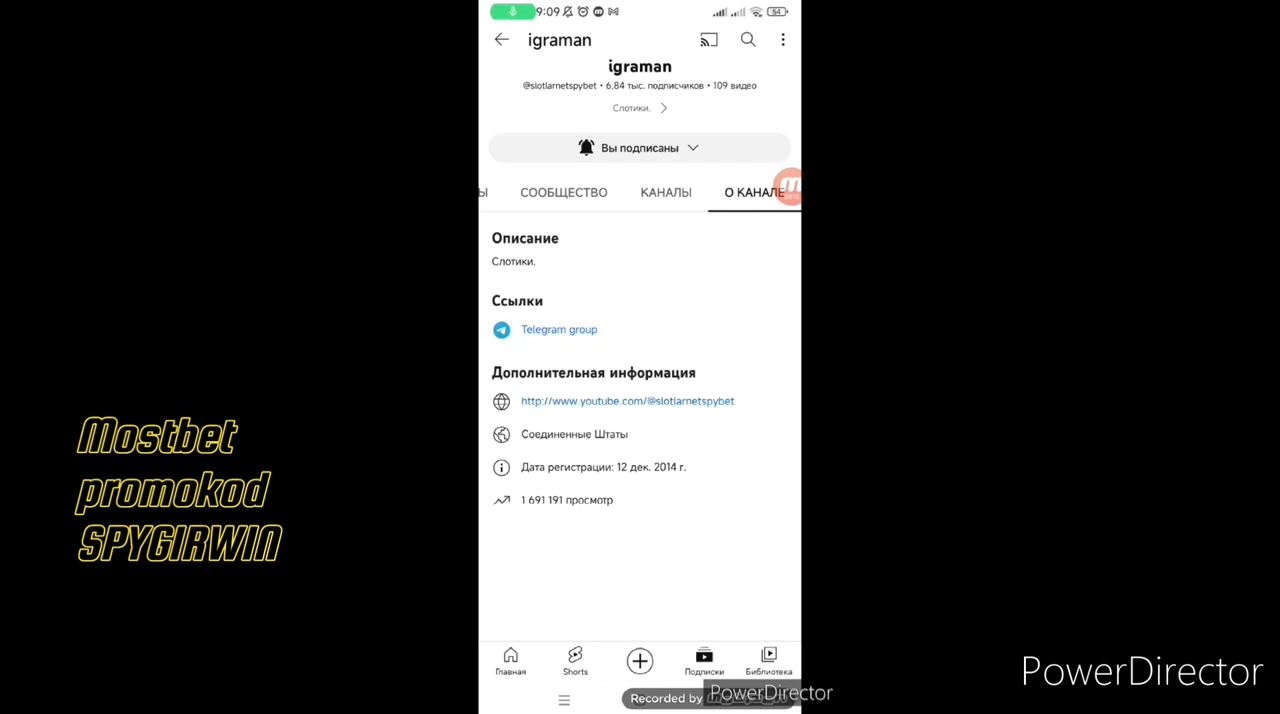 9:09
54
igraman
igraman
@slotlarnetspybet • 6,84 тыс. подписчиков • 109 видео
Слотики.
Вы подписаны
Ы СООБЩЕСТВО КАНАЛЫ О КАНАЛЕ
Описание
Слотики.
Ссылки
Telegram group
Дополнительная информация
http://www.youtube.com/@slotlarnetspybet
Соединенные Штаты
Дата регистрации: 12 дек. 2014 г.
1 691 191 просмотр
Mostbet
promokod
SPYGIRWIN
Главная Shorts Подписки Библиотека
Recorded by
PowerDirector
PowerDirector